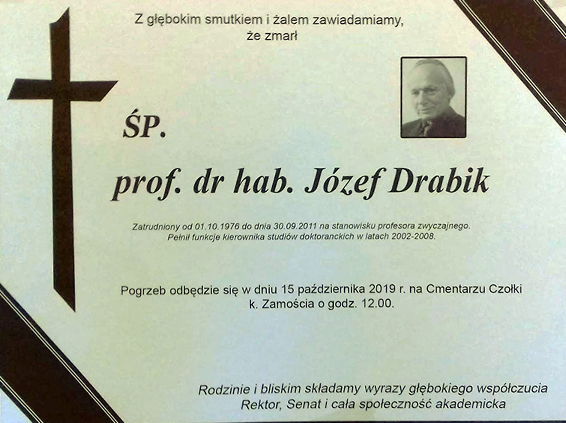 Z głębokim smutkiem i żalem zawiadamiamy,
że zmarł
ŚP.
prof. dr hab. Józef Drabik
Zatrudniony od 01.10.1976 do dnia 30.09.2011 na stanowisku profesora zwyczajnego.
Pełnił funkcje kierownika studiów doktoranckich w latach 2002-2008.
Pogrzeb odbędzie się w dniu 15 października 2019 r. na Cmentarzu Czołki
k. Zamościa o godz. 12.00.
Rodzinie i bliskim składamy wyrazy głębokiego współczucia
Rektor, Senat i cała społeczność akademicka